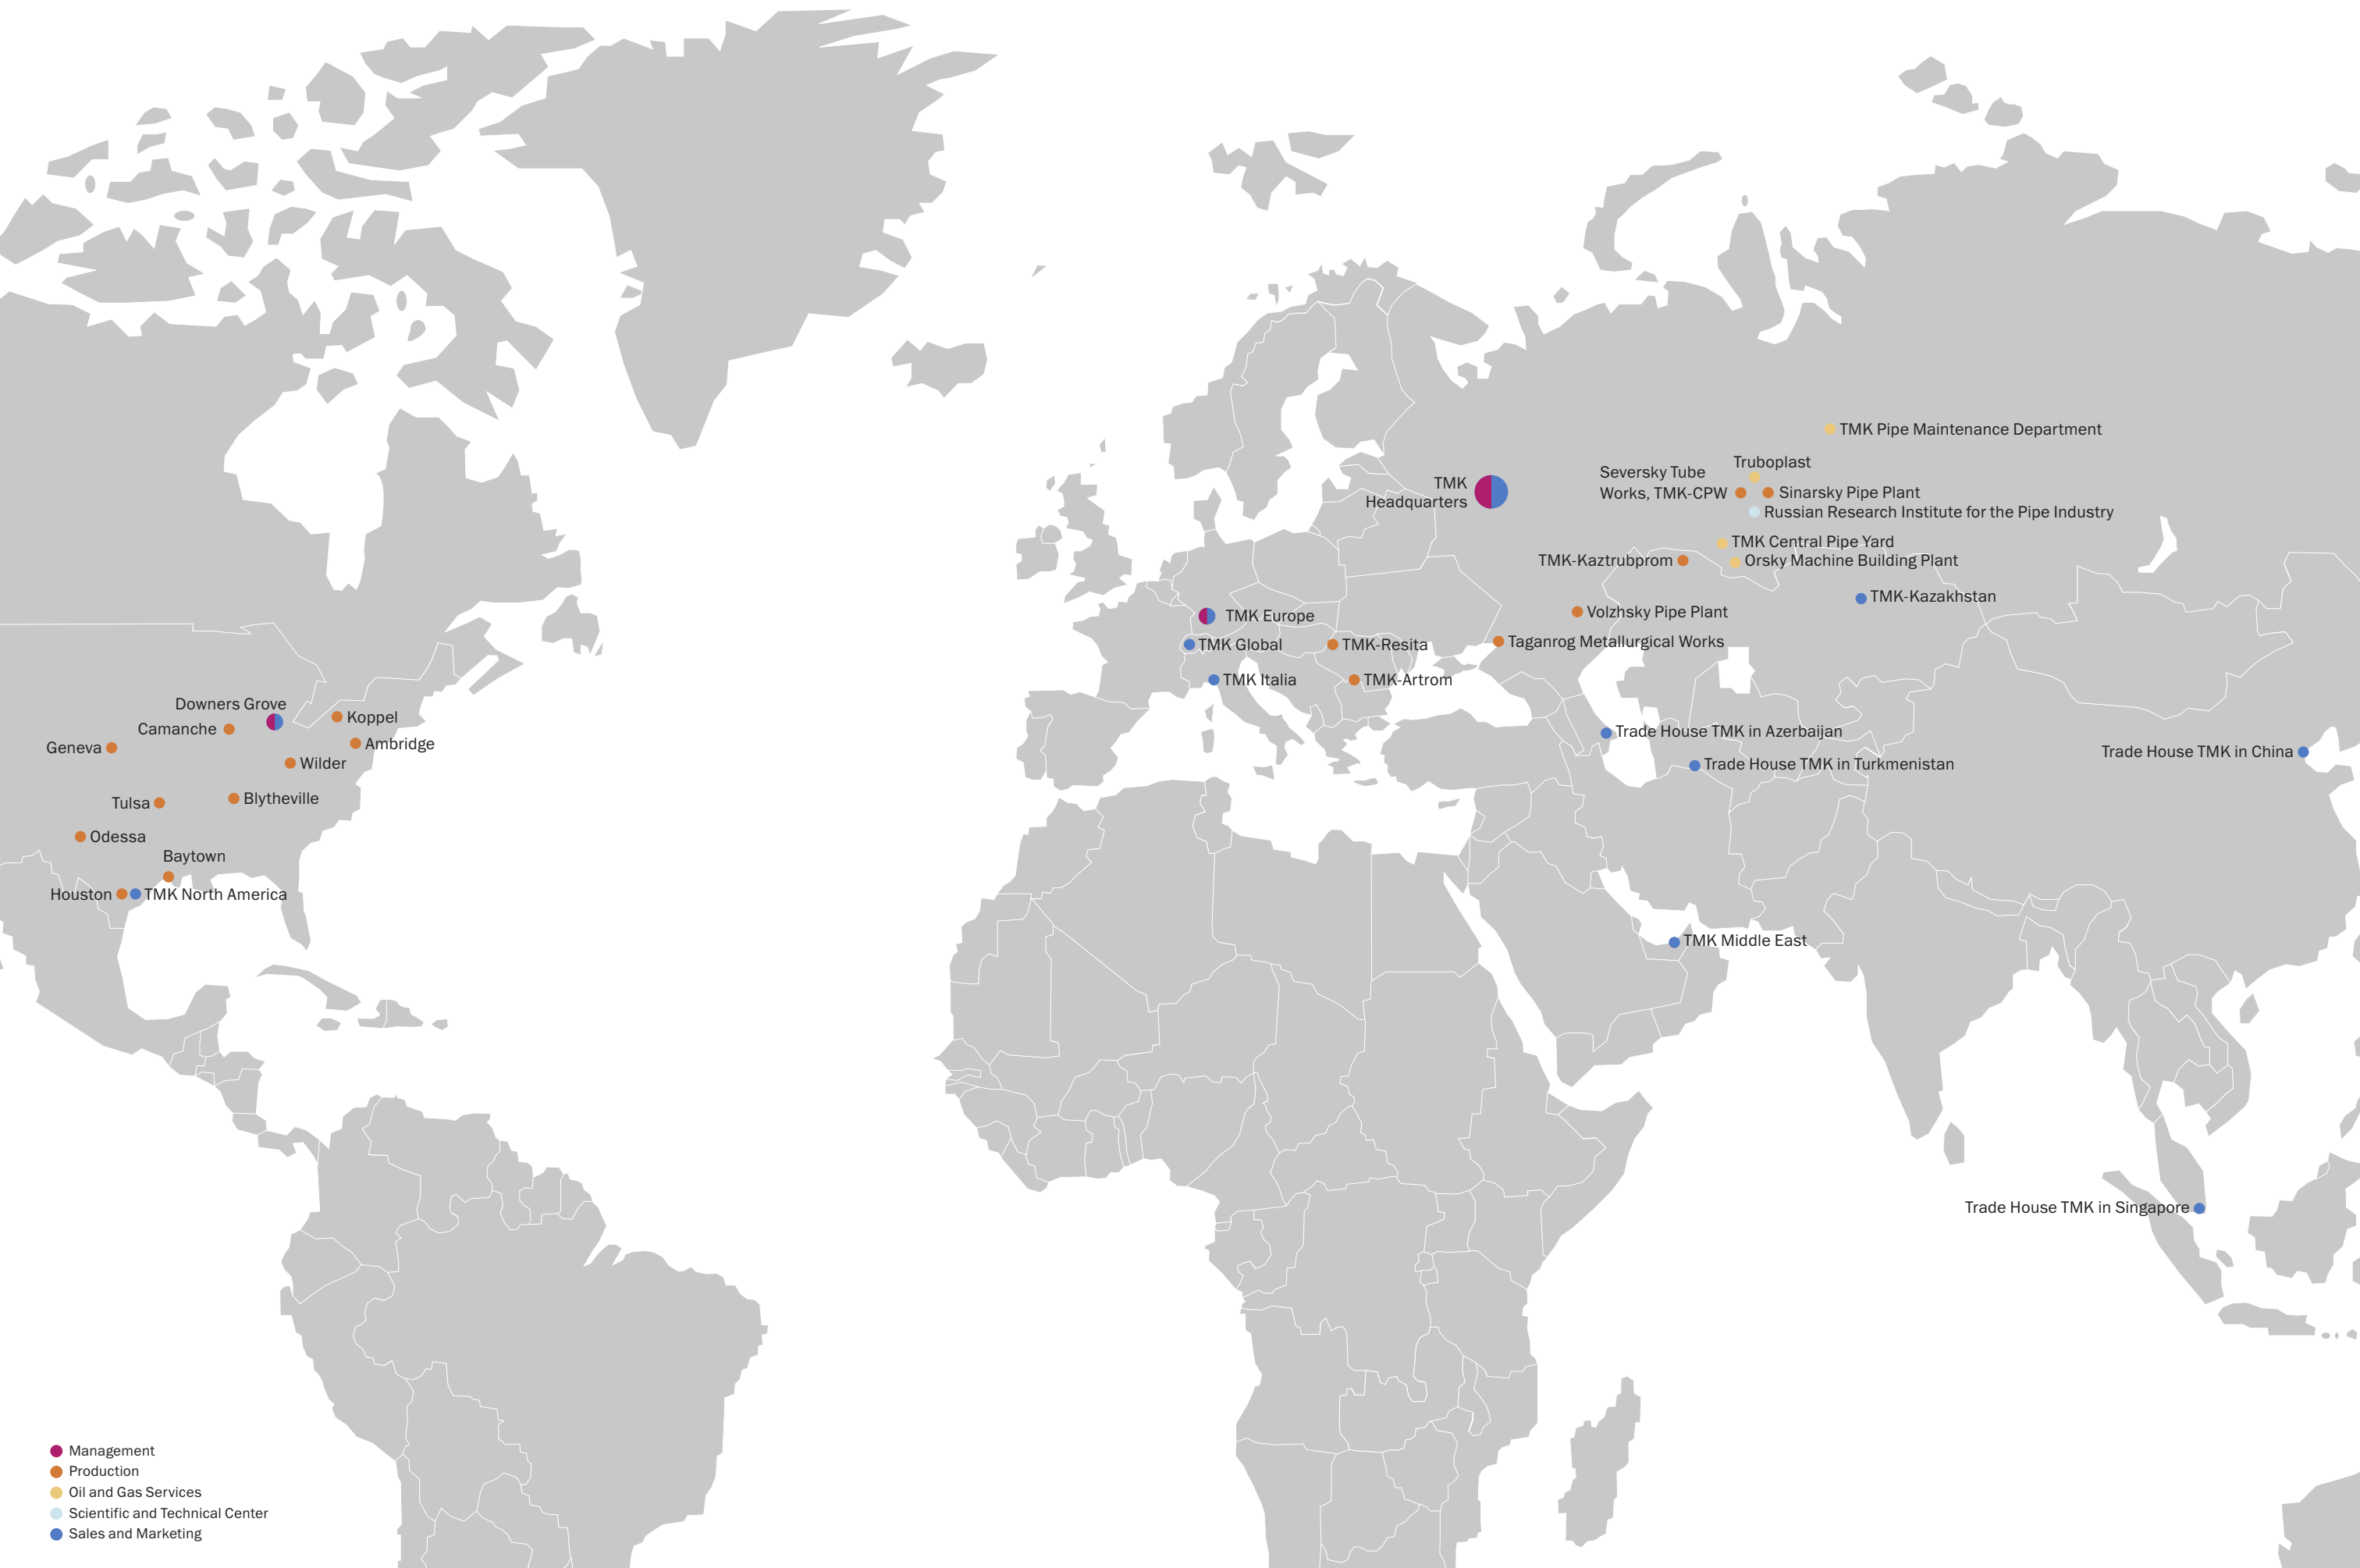 TMK Pipe Maintenance Department
Truboplast
Seversky Tube
Works, TMK-CPW
Sinarsky Pipe Plant
Russian Research Institute for the Pipe Industry
TMK
Headquarters
TMK Central Pipe Yard
TMK-Kaztrubprom
Orsky Machine Building Plant
TMK-Kazakhstan
Volzhsky Pipe Plant
TMK Europe
TMK Global
TMK-Resita
Taganrog Metallurgical Works
TMK Italia
TMK-Artrom
Downers Grove
Koppel
Camanche
Ambridge
Geneva
Wilder
Trade House TMK in Azerbaijan
Trade House TMK in China
Trade House TMK in Turkmenistan
Tulsa
Blytheville
Odessa
Baytown
Houston
TMK North America
TMK Middle East
Trade House TMK in Singapore
Management
Production
Oil and Gas Services
Scientific and Technical Center
Sales and Marketing